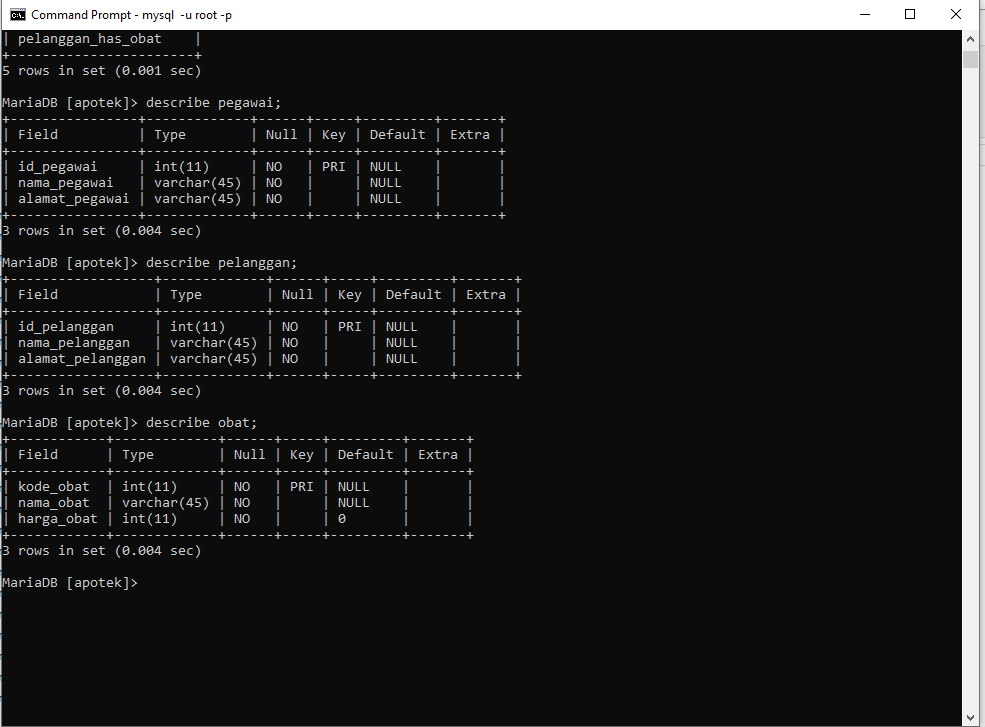 Command Prompt - mysql  -u root -p
| pelanggan_has_obat    |
+-----------------------+
5 rows in set (0.001 sec)
MariaDB [apotek]> describe pegawai;
+----------------+-------------+------+-----+---------+-------+
| Field          | Type        | Null | Key | Default | Extra |
+----------------+-------------+------+-----+---------+-------+
| id_pegawai     | int(11)     | NO   | PRI | NULL    |       |
| nama_pegawai   | varchar(45) | NO   |     | NULL    |       |
| alamat_pegawai | varchar(45) | NO   |     | NULL    |       |
+----------------+-------------+------+-----+---------+-------+
3 rows in set (0.004 sec)
MariaDB [apotek]> describe pelanggan;
+------------------+-------------+------+-----+---------+-------+
| Field            | Type        | Null | Key | Default | Extra |
+------------------+-------------+------+-----+---------+-------+
| id_pelanggan     | int(11)     | NO   | PRI | NULL    |       |
| nama_pelanggan   | varchar(45) | NO   |     | NULL    |       |
| alamat_pelanggan | varchar(45) | NO   |     | NULL    |       |
+------------------+-------------+------+-----+---------+-------+
3 rows in set (0.004 sec)
MariaDB [apotek]> describe obat;
+------------+-------------+------+-----+---------+-------+
| Field      | Type        | Null | Key | Default | Extra |
+------------+-------------+------+-----+---------+-------+
| kode_obat  | int(11)     | NO   | PRI | NULL    |       |
| nama_obat  | varchar(45) | NO   |     | NULL    |       |
| harga_obat | int(11)     | NO   |     | 0       |       |
+------------+-------------+------+-----+---------+-------+
3 rows in set (0.004 sec)
MariaDB [apotek]>